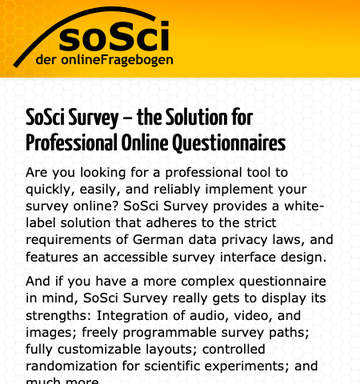 soSci
der onlineFragebogen
SoSci Survey – the Solution for
Professional Online Questionnaires
Are you looking for a professional tool to
quickly, easily, and reliably implement your
survey online? SoSci Survey provides a white-
label solution that adheres to the strict
requirements of German data privacy laws, and
features an accessible survey interface design.
And if you have a more complex questionnaire
in mind, SoSci Survey really gets to display its
strengths: Integration of audio, video, and
images; freely programmable survey paths;
fully customizable layouts; controlled
randomization for scientific experiments; and
much more.